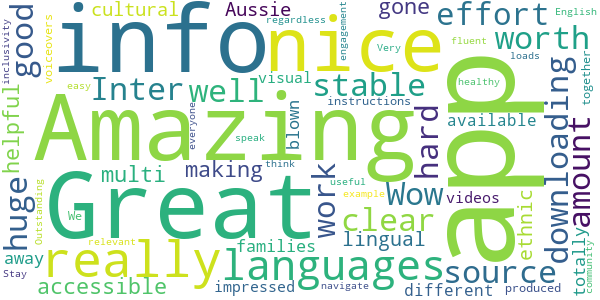 info
nice
app
Amazing
Great
really
languages
cultural
Aussie
regardless
gone
effort
English
good
voiceovers
inclusivity
engagement
Very
fluent
worth
Inter
well
visual
stable
healthy
loads
together
helpful
easy
everyone
blown
instructions
hard
available
downloading
amount
speak
think
multi
making
work
Wow
useful
example
videos
ethnic
huge
Outstanding
We
clear
lingual
relevant
families
source
totally
community
away
Stay
accessible
impressed
navigate
different
produced